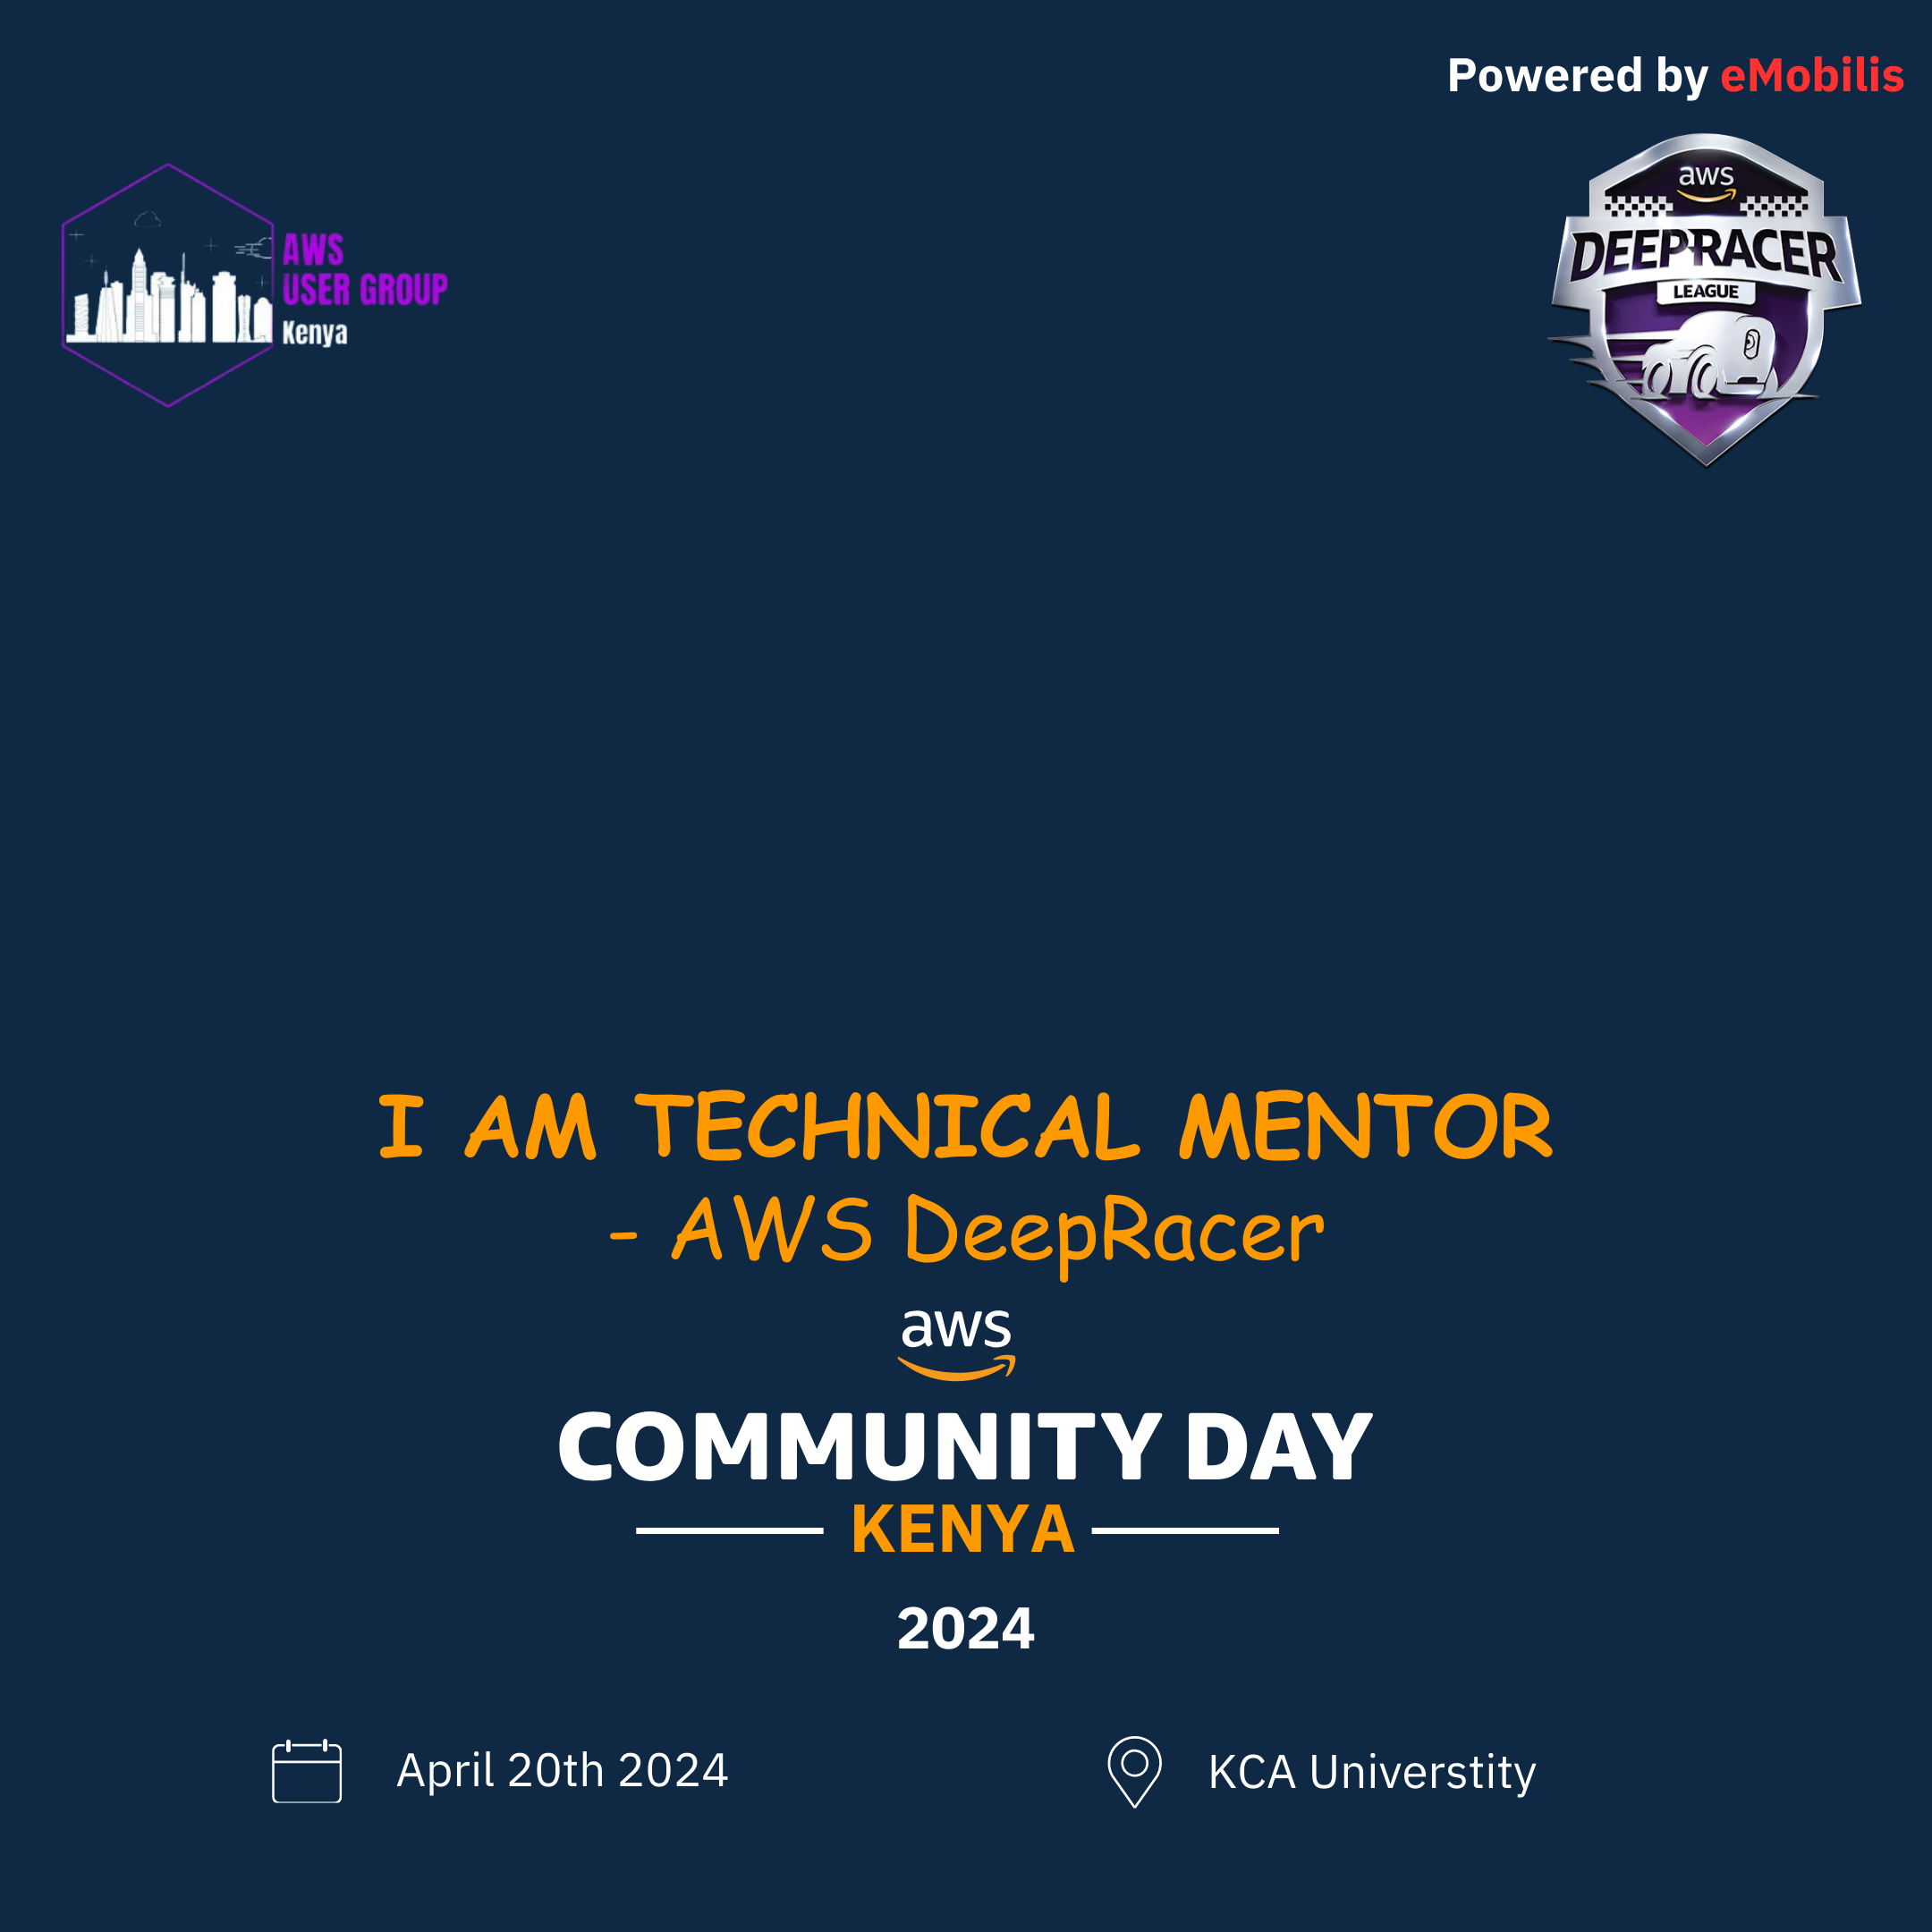 Powered by eMobilis
AWS
USER GROUP
Kenya
aws
DEEPRACER
LEAGUE
I AM TECHNICAL MENTOR
- AWS DeepRacer
aws
COMMUNITY DAY
KENYA
2024
April 20th 2024
KCA Universtity